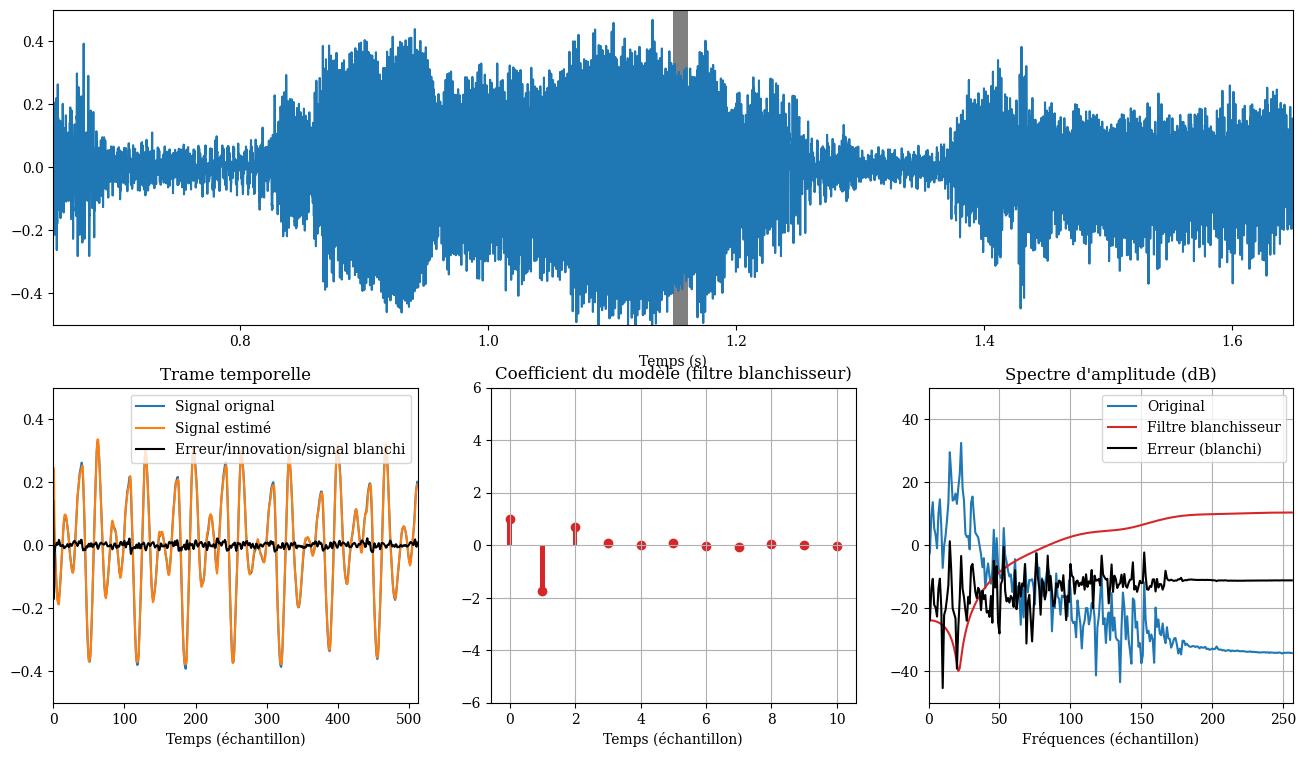 0.4
0.2
0.0
−0.2
−0.4
0.8 1.0 1.2 1.4 1.6
Temps (s)
Trame temporelle
Signal orignal
Signal estimé
Erreur/innovation/signal blanchi
0.4
0.2
0.0
−0.2
−0.4
0 100 200 300 400 500
Temps (échantillon)
Coefficient du modèle (filtre blanchisseur)
6
4
2
0
−2
−4
−6
0 2 4 6 8 10
Temps (échantillon)
Spectre d'amplitude (dB)
Original
Filtre blanchisseur
Erreur (blanchi)
40
20
0
−20
−40
0 50 100 150 200 250
Fréquences (échantillon)